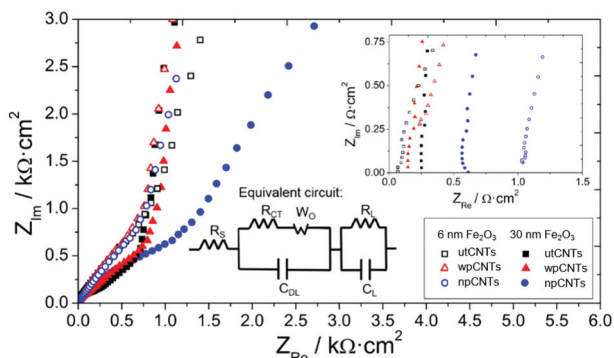 3.0
2.5
2.0
1.5
1.0
0.5
0.0
Z_Im / kΩ·cm²
0.0 0.5 1.0 1.5 2.0 2.5 3.0 3.5 4.0 4.5 5.0 5.5 6.0
Z_Re / kΩ·cm²
0.75
0.50
0.25
0.00
Z_Im / Ω·cm²
0.0 0.5 1.0 1.5
Z_Re / Ω·cm²
Equivalent circuit:
R_S
R_CT
W_O
C_DL
R_L
C_L
6 nm Fe₂O₃ 30 nm Fe₂O₃
utCNTs utCNTs
wpCNTs wpCNTs
npCNTs npCNTs